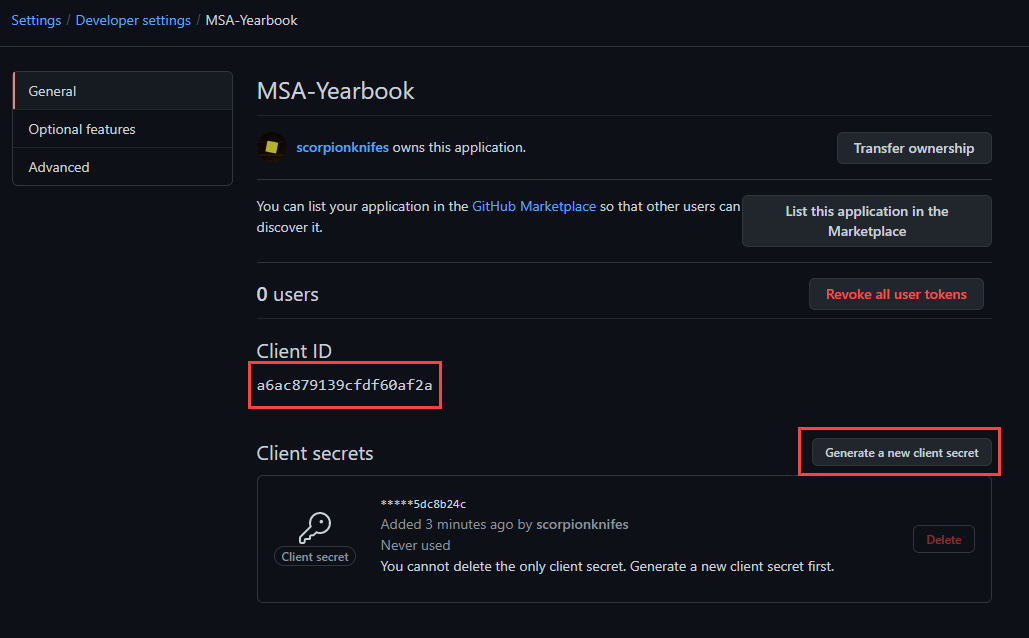 Settings / Developer settings / MSA-Yearbook
General
Optional features
Advanced
MSA-Yearbook
scorpionknifes owns this application.
Transfer ownership
You can list your application in the GitHub Marketplace so that other users can
discover it.
List this application in the
Marketplace
0 users
Revoke all user tokens
Client ID
a6ac879139cfdf60af2a
Client secrets
Generate a new client secret
Client secret
*****5dc8b24c
Added 3 minutes ago by scorpionknifes
Never used
You cannot delete the only client secret. Generate a new client secret first.
Delete